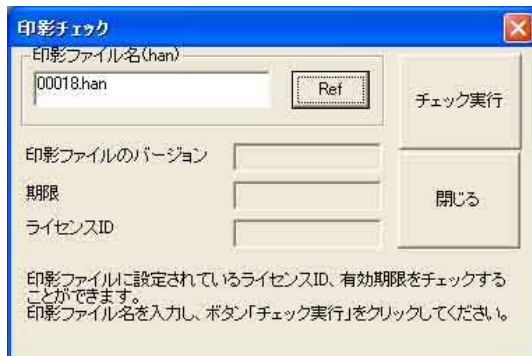 印影チェック
印影ファイル名(han)
00018.han
Ref
チェック実行
印影ファイルのバージョン
期限
閉じる
ライセンスID
印影ファイルに設定されているライセンスID、有効期限をチェックする
ことができます。
印影ファイル名を入力し、ボタン「チェック実行」をクリックしてください。